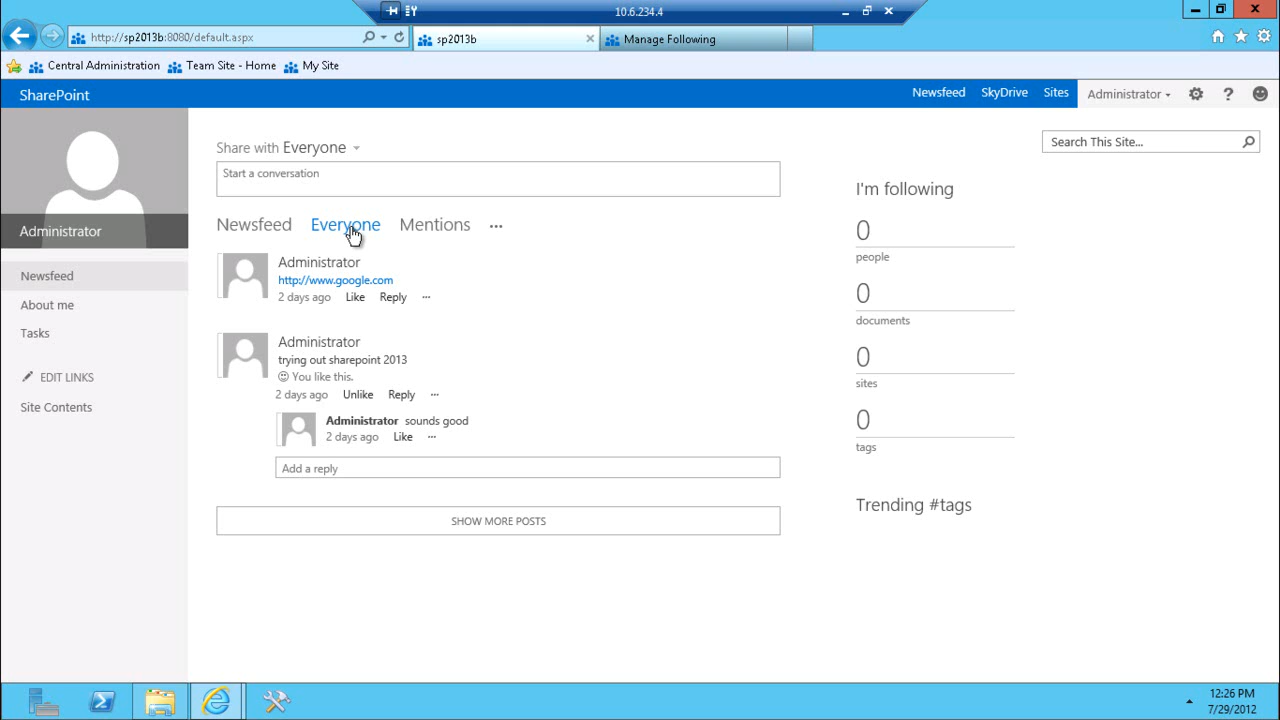 10.6.234.4
http://sp2013b:8080/default.aspx
sp2013b
Manage Following
Central Administration
Team Site - Home
My Site
SharePoint
Newsfeed
SkyDrive
Sites
Administrator
?
Administrator
Newsfeed
About me
Tasks
EDIT LINKS
Site Contents
Share with Everyone
Start a conversation
Newsfeed
Everyone
Mentions
...
Administrator
http://www.google.com
2 days ago Like Reply ...
Administrator
trying out sharepoint 2013
You like this.
2 days ago Unlike Reply ...
Administrator sounds good
2 days ago Like ...
Add a reply
SHOW MORE POSTS
Search This Site...
I'm following
0
people
0
documents
0
sites
0
tags
Trending #tags
12:26 PM
7/29/2012